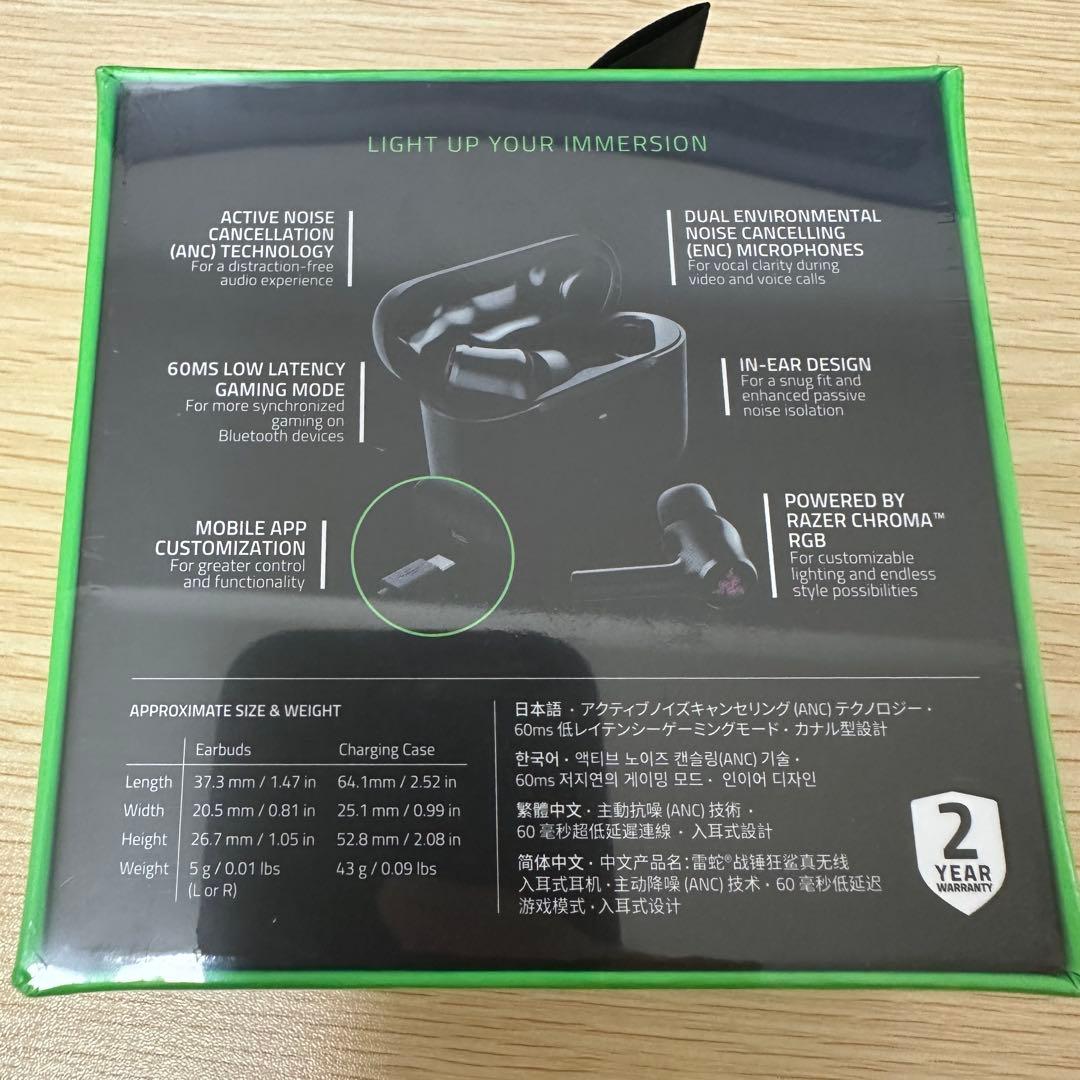 LIGHT UP YOUR IMMERSION
ACTIVE NOISE
CANCELLATION
(ANC) TECHNOLOGY
For a distraction-free
audio experience
DUAL ENVIRONMENTAL
NOISE CANCELLING
(ENC) MICROPHONES
For vocal clarity during
video and voice calls
60MS LOW LATENCY
GAMING MODE
For more synchronized
gaming on
Bluetooth devices
IN-EAR DESIGN
For a snug fit and
enhanced passive
noise isolation
MOBILE APP
CUSTOMIZATION
For greater control
and functionality
POWERED BY
RAZER CHROMA™
RGB
For customizable
lighting and endless
style possibilities
APPROXIMATE SIZE & WEIGHT
Earbuds Charging Case
Length 37.3 mm / 1.47 in 64.1mm / 2.52 in
Width 20.5 mm / 0.81 in 25.1 mm / 0.99 in
Height 26.7 mm / 1.05 in 52.8 mm / 2.08 in
Weight 5 g / 0.01 lbs 43 g / 0.09 lbs
(L or R)
日本語・アクティブノイズキャンセリング (ANC) テクノロジー・
60ms 低レイテンシーゲーミングモード・カナル型設計
한국어・액티브 노이즈 캔슬링(ANC) 기술・
60ms 저지연의 게이밍 모드・인이어 디자인
繁體中文・主動抗噪 (ANC) 技術・
60 毫秒超低延遲連線・入耳式設計
简体中文・中文产品名：雷蛇®战锤狂鲨真无线
入耳式耳机・主动降噪 (ANC) 技术・60 毫秒低延迟
游戏模式・入耳式设计
2
YEAR
WARRANTY